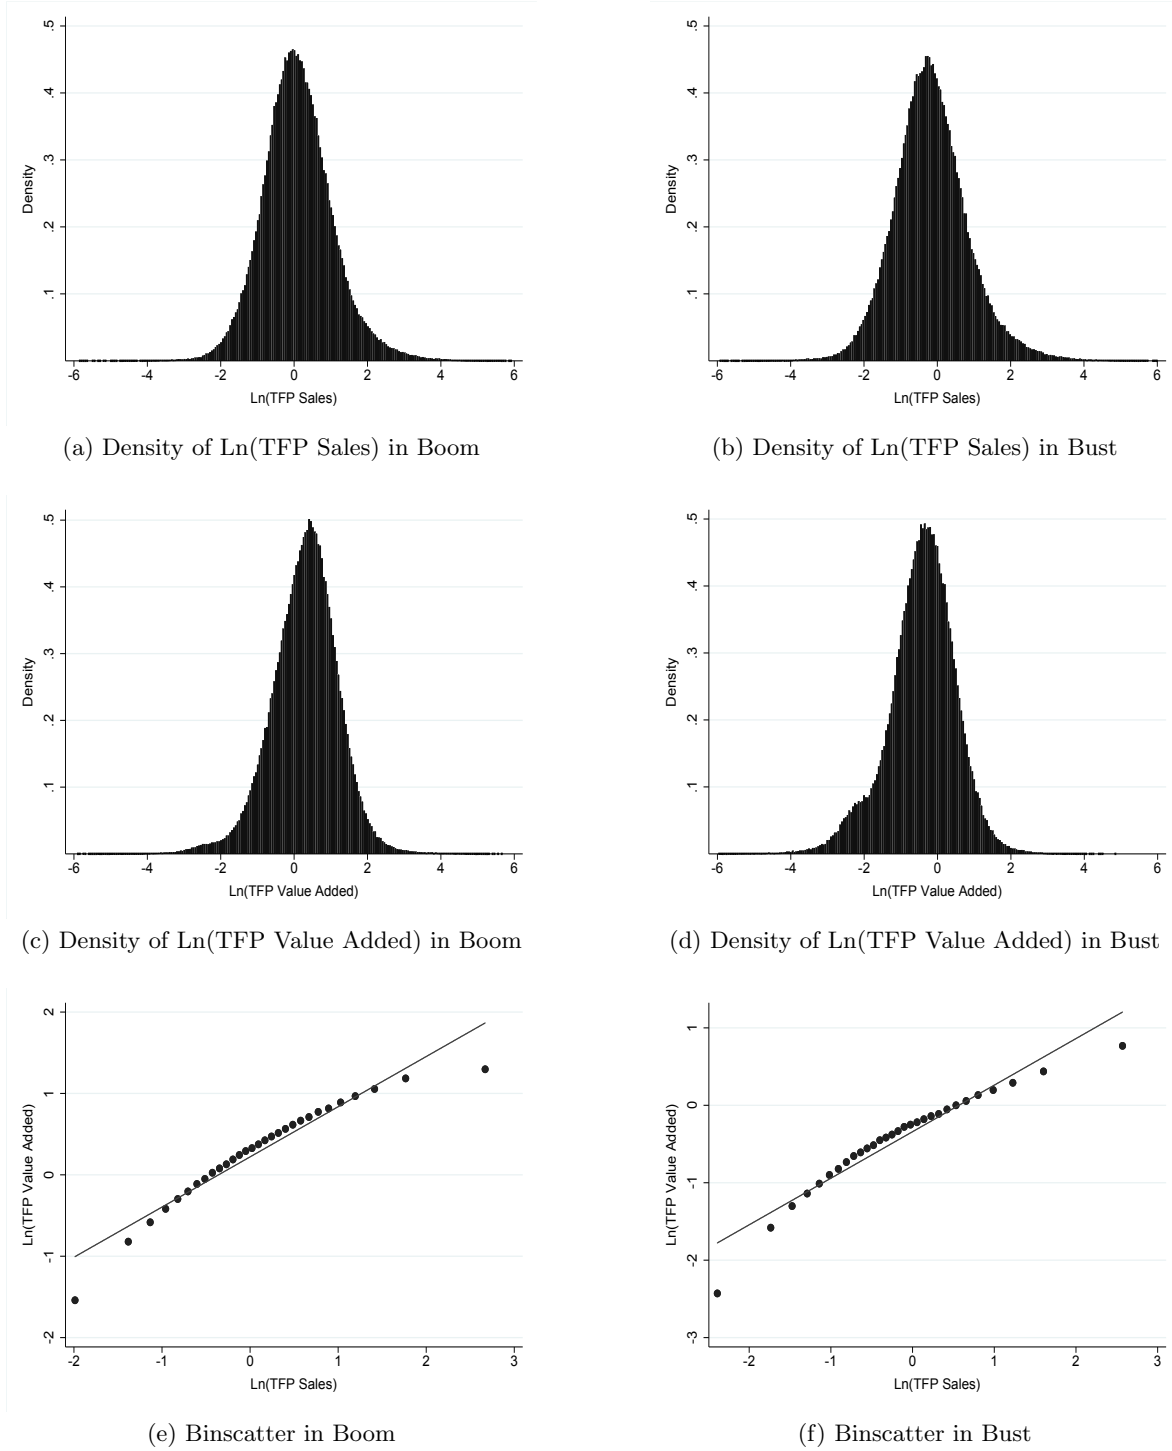 .5
.4
.3
.2
.1
Density
-6 -4 -2 0 2 4 6
Ln(TFP Sales)
(a) Density of Ln(TFP Sales) in Boom
.5
.4
.3
.2
.1
Density
-6 -4 -2 0 2 4 6
Ln(TFP Sales)
(b) Density of Ln(TFP Sales) in Bust
.5
.4
.3
.2
.1
Density
-6 -4 -2 0 2 4 6
Ln(TFP Value Added)
(c) Density of Ln(TFP Value Added) in Boom
.5
.4
.3
.2
.1
Density
-6 -4 -2 0 2 4 6
Ln(TFP Value Added)
(d) Density of Ln(TFP Value Added) in Bust
2
1
0
-1
-2
Ln(TFP Value Added)
-2 -1 0 1 2 3
Ln(TFP Sales)
(e) Binscatter in Boom
1
0
-1
-2
-3
Ln(TFP Value Added)
-2 -1 0 1 2 3
Ln(TFP Sales)
(f) Binscatter in Bust